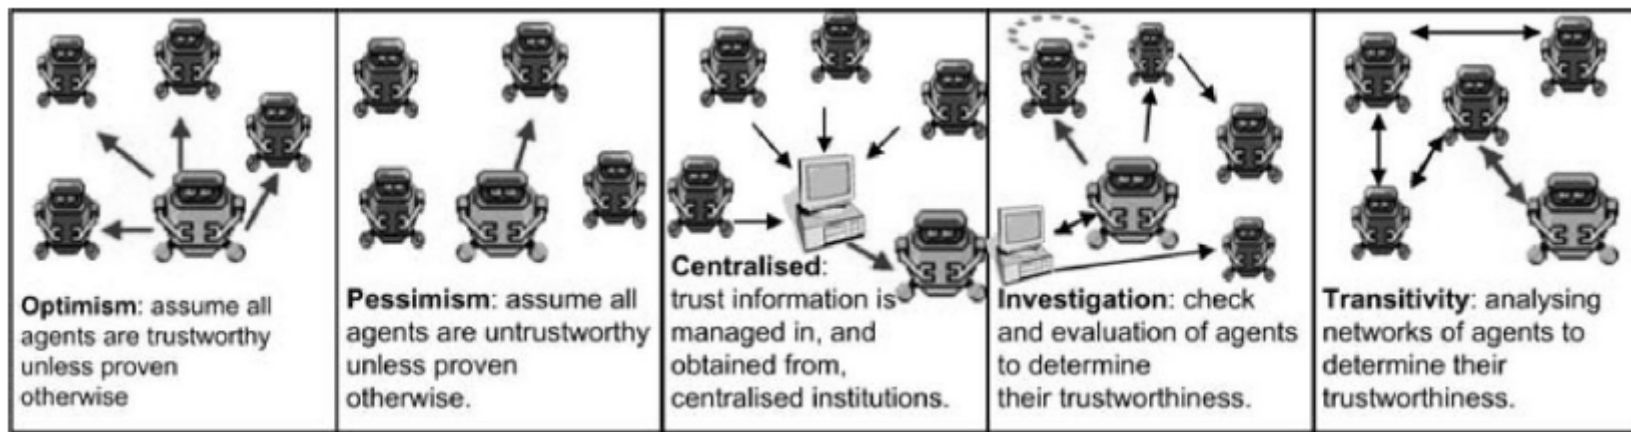 Optimism: assume all
agents are trustworthy
unless proven
otherwise
Pessimism: assume all
agents are untrustworthy
unless proven
otherwise.
Centralised:
trust information is
managed in, and
obtained from,
centralised institutions.
Investigation: check
and evaluation of agents
to determine
their trustworthiness.
Transitivity: analysing
networks of agents to
determine their
trustworthiness.